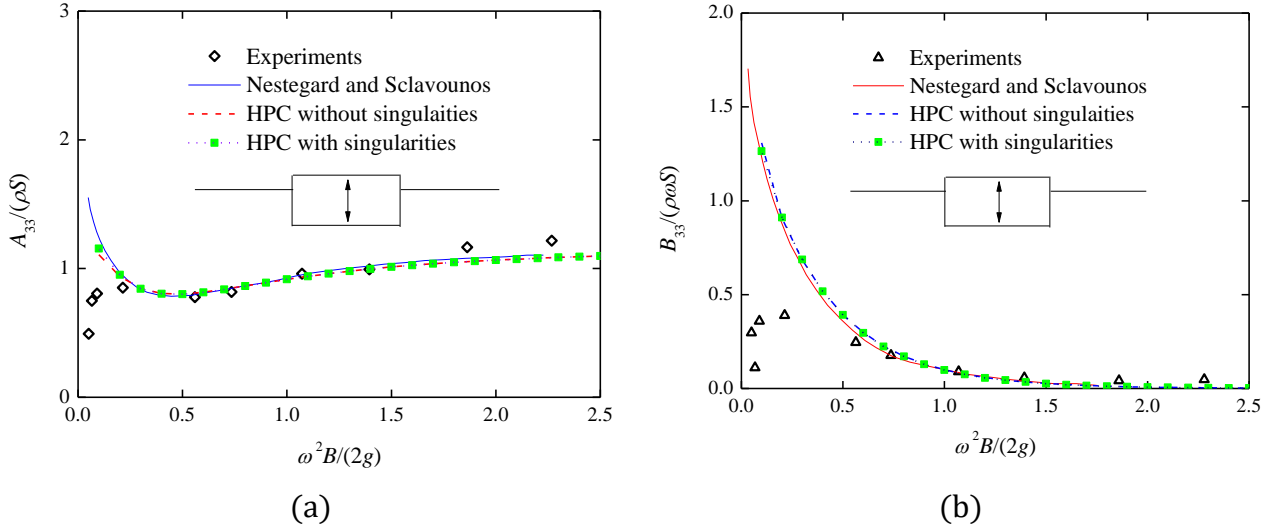 3
2
1
0
0.0
0.5
1.0
1.5
2.0
2.5
A33/(ρS)
ω²B/(2g)
Experiments
Nestegard and Sclavounos
HPC without singulaities
HPC with singularities
(a)
2.0
1.5
1.0
0.5
0.0
0.0
0.5
1.0
1.5
2.0
2.5
B33/(ρωS)
ω²B/(2g)
Experiments
Nestegard and Sclavounos
HPC without singulaities
HPC with singularities
(b)